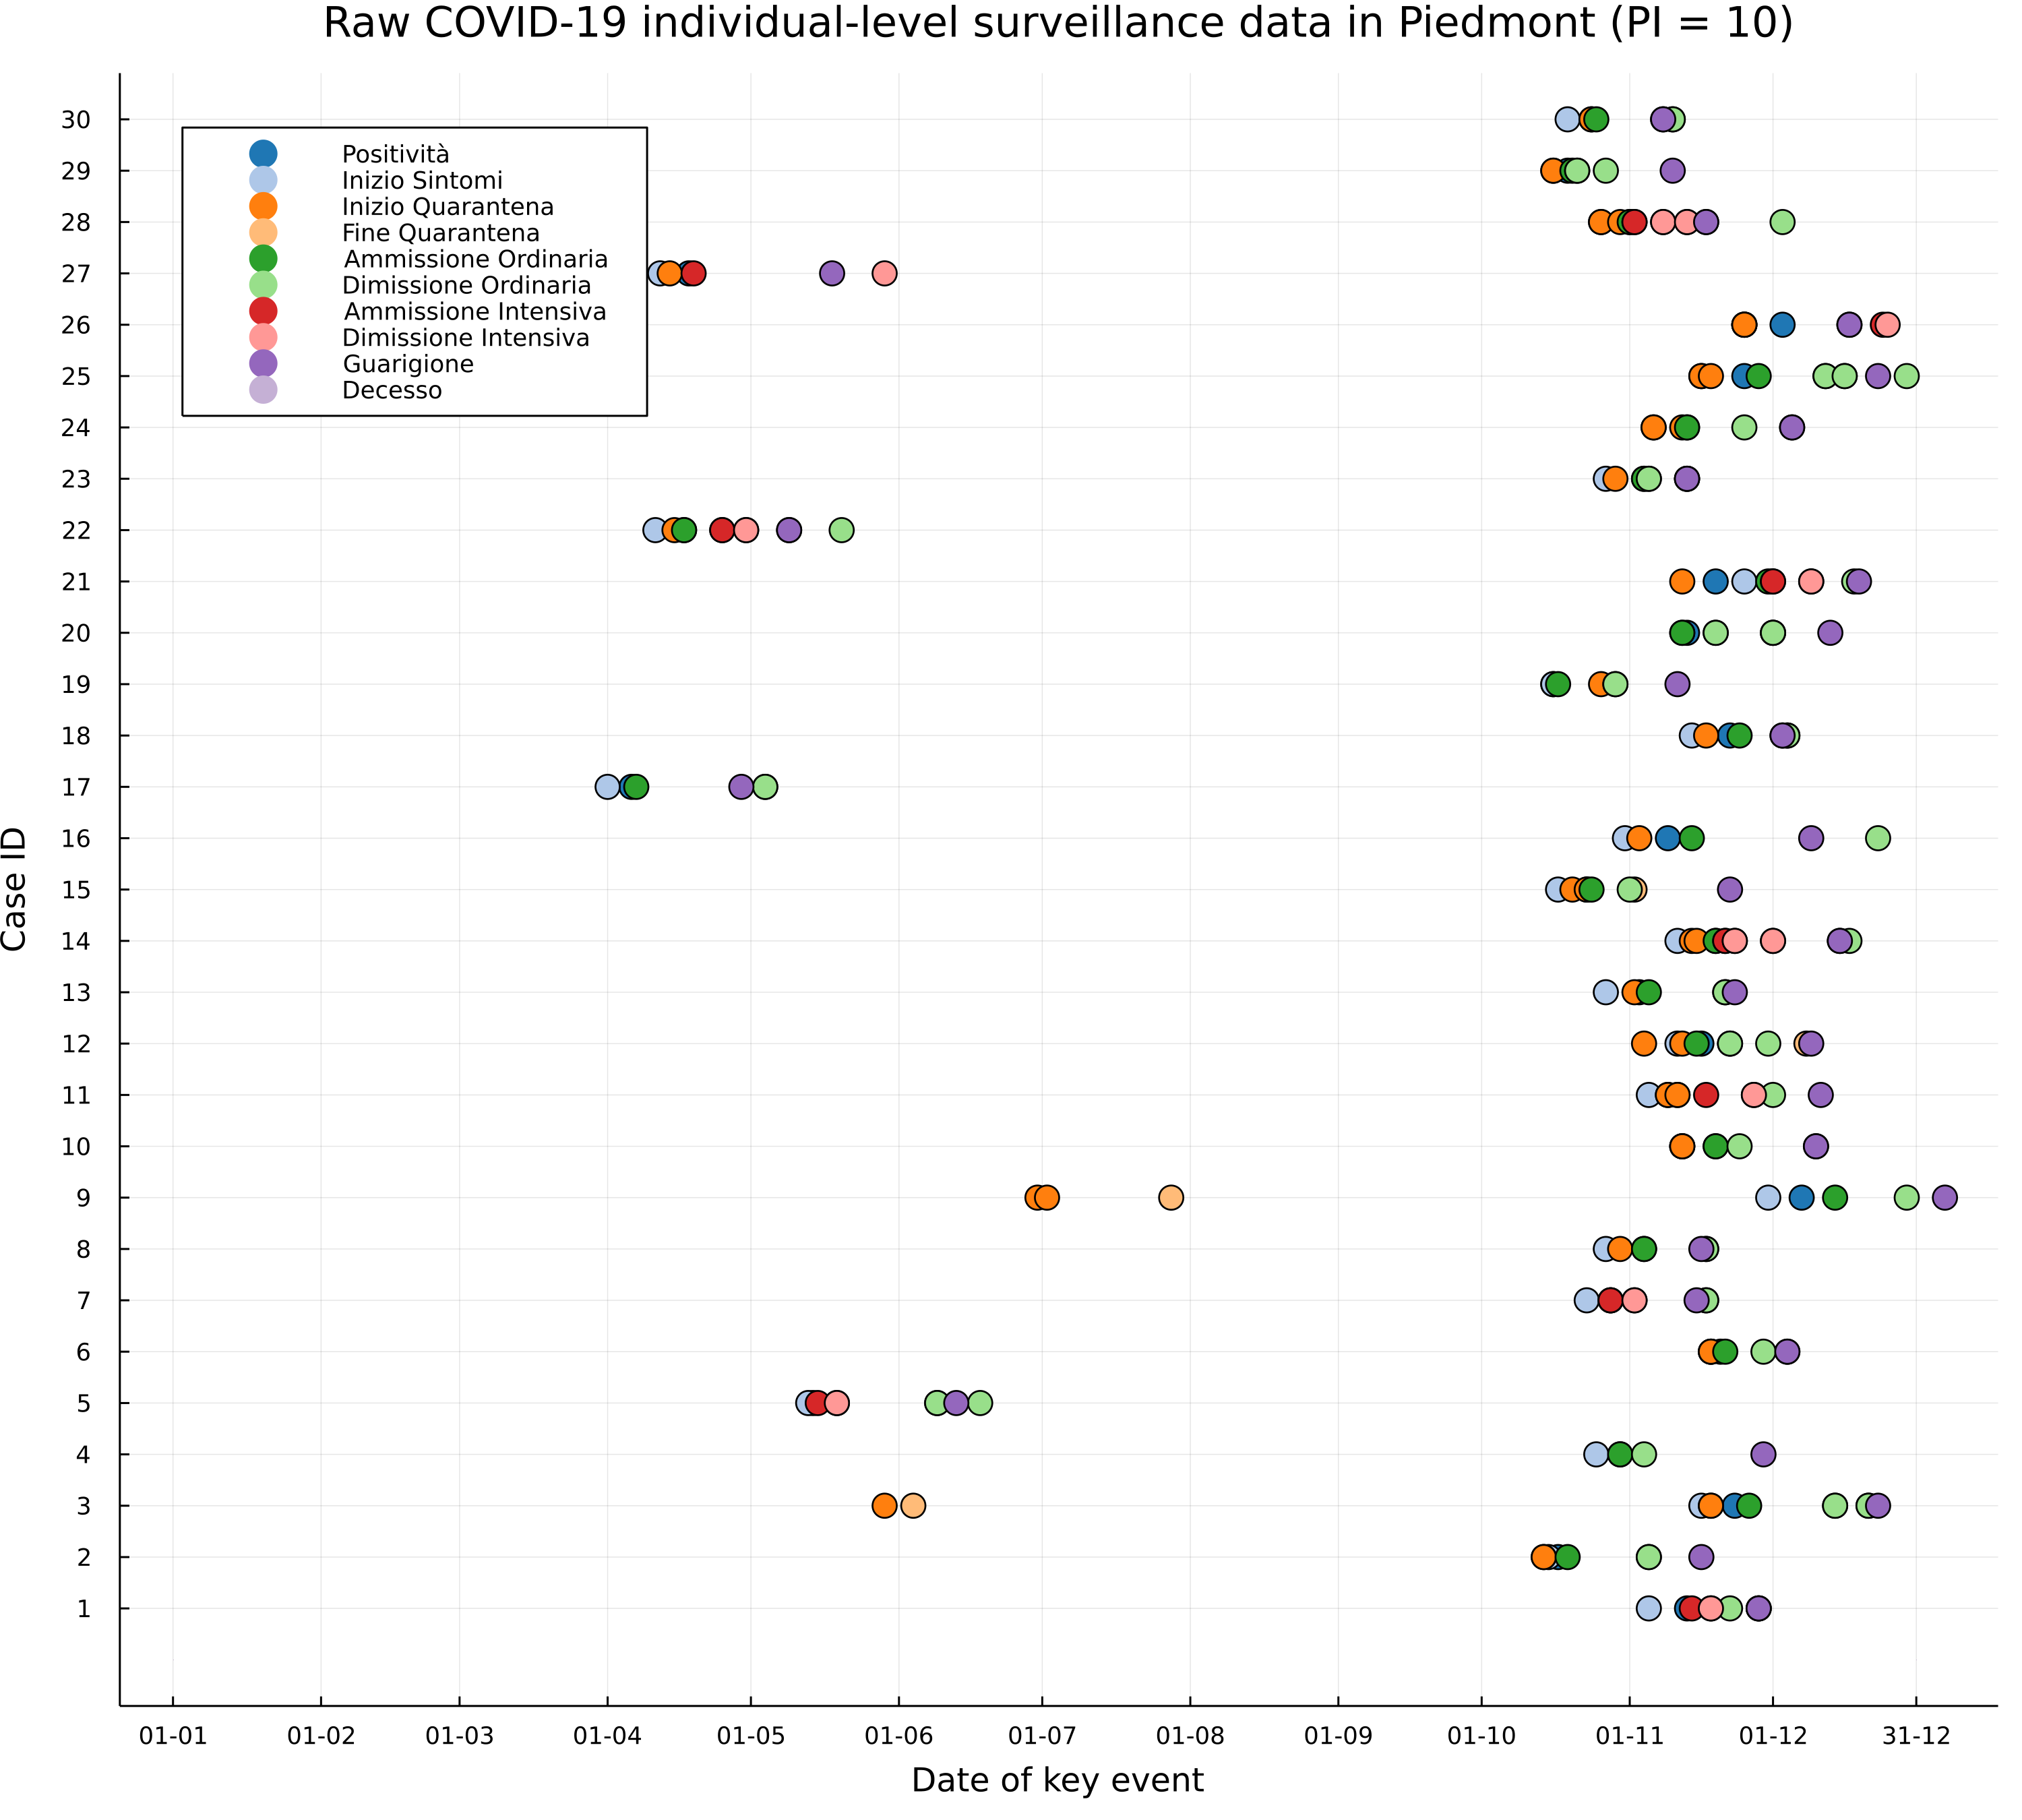 Raw COVID-19 individual-level surveillance data in Piedmont (PI = 10)
Case ID
30
29
28
27
26
25
24
23
22
21
20
19
18
17
16
15
14
13
12
11
10
9
8
7
6
5
4
3
2
1
Positività
Inizio Sintomi
Inizio Quarantena
Fine Quarantena
Ammissione Ordinaria
Dimissione Ordinaria
Ammissione Intensiva
Dimissione Intensiva
Guarigione
Decesso
01-01 01-02 01-03 01-04 01-05 01-06 01-07 01-08 01-09 01-10 01-11 01-12 31-12
Date of key event